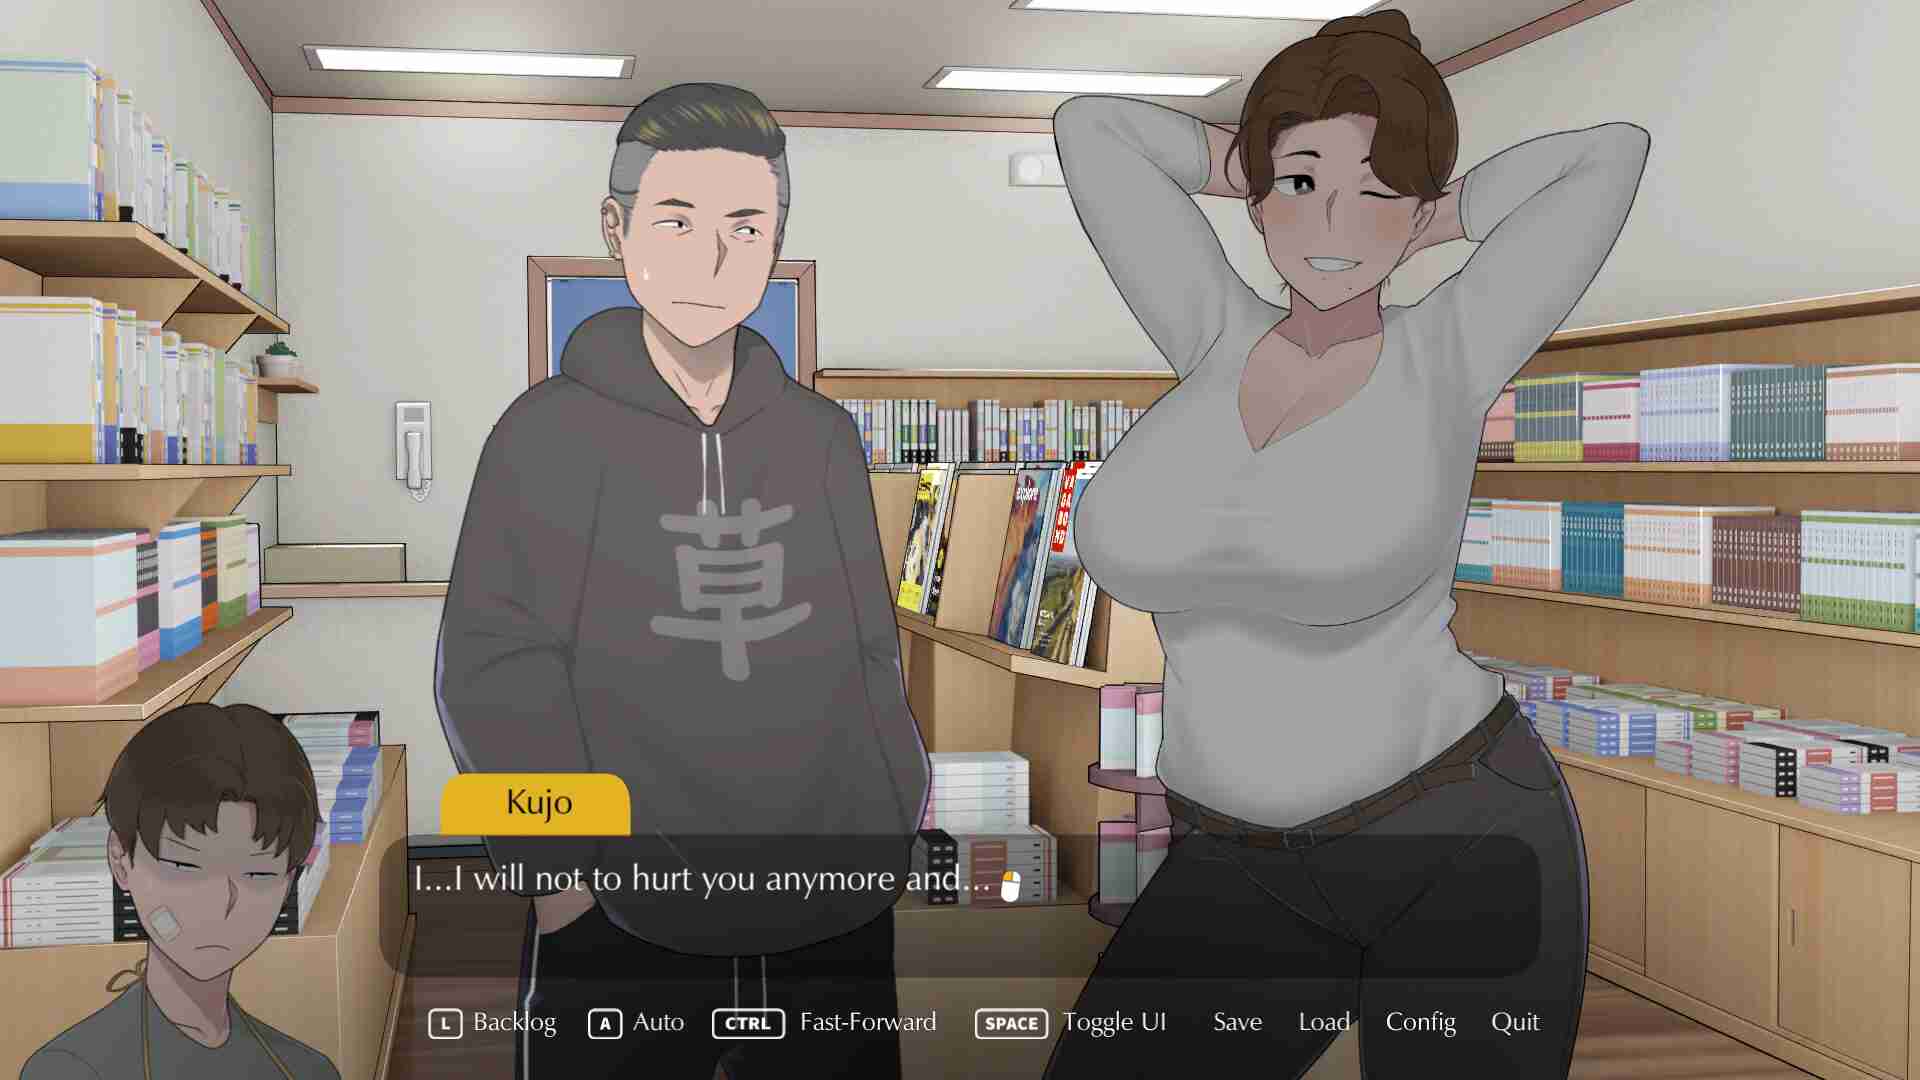 草
explore
Kujo
I...I will not to hurt you anymore and...
L Backlog A Auto CTRL Fast-Forward SPACE Toggle UI Save Load Config Quit